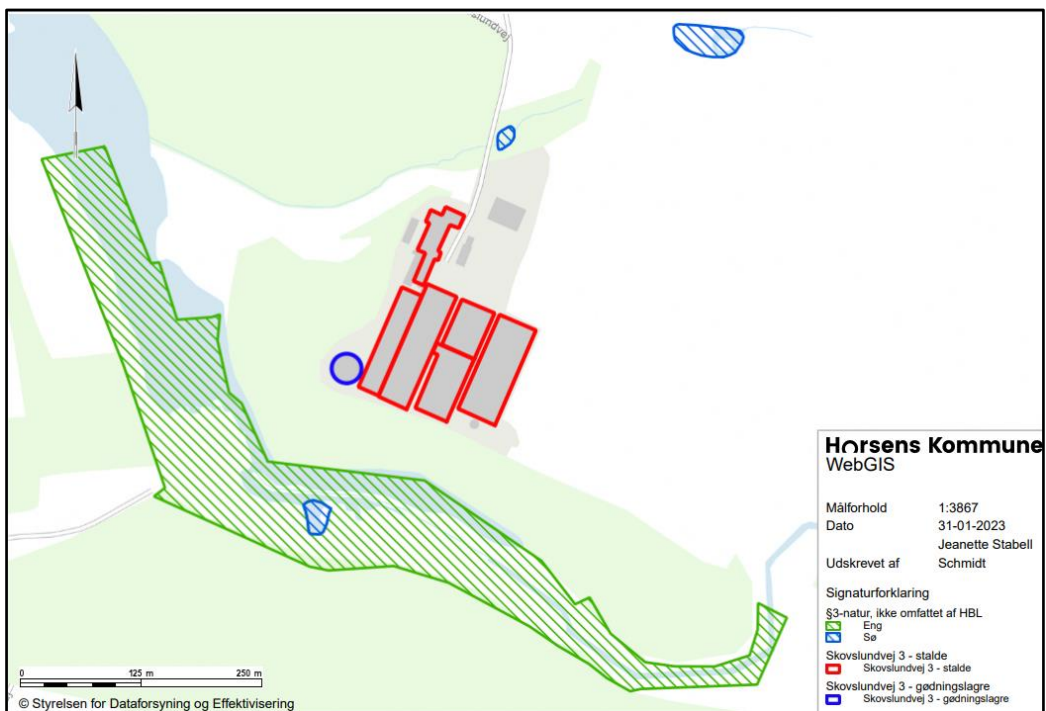 Horsens Kommune
WebGIS
Målforhold 1:3867
Dato 31-01-2023
Jeanette Stabell
Udskrevet af Schmidt
Signaturforklaring
§3-natur, ikke omfattet af HBL
Eng
Sø
Skovslundvej 3 - stalde
Skovslundvej 3 - stalde
Skovslundvej 3 - gødningslagre
Skovslundvej 3 - gødningslagre
0 125 m 250 m
© Styrelsen for Dataforsyning og Effektivisering